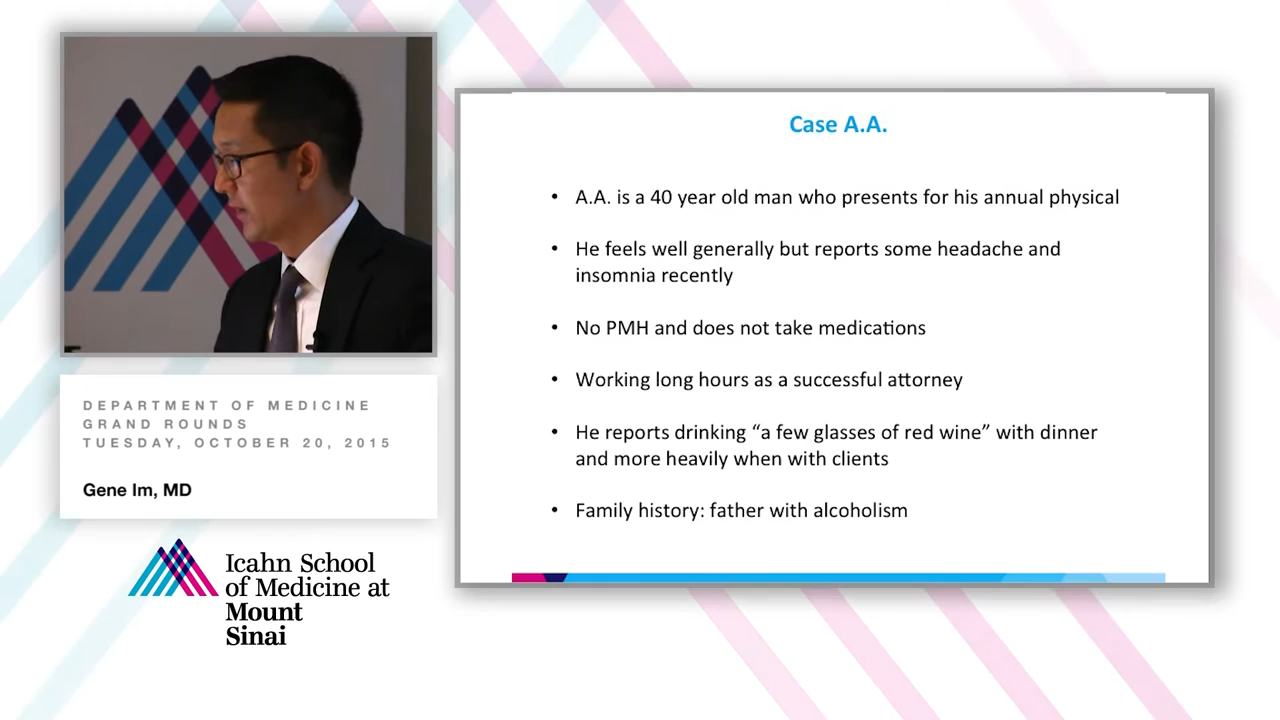 DEPARTMENT OF MEDICINE
GRAND ROUNDS
TUESDAY, OCTOBER 20, 2015
Gene Im, MD
Icahn School
of Medicine at
Mount
Sinai
Case A.A.
• A.A. is a 40 year old man who presents for his annual physical
• He feels well generally but reports some headache and
insomnia recently
• No PMH and does not take medications
• Working long hours as a successful attorney
• He reports drinking “a few glasses of red wine” with dinner
and more heavily when with clients
• Family history: father with alcoholism